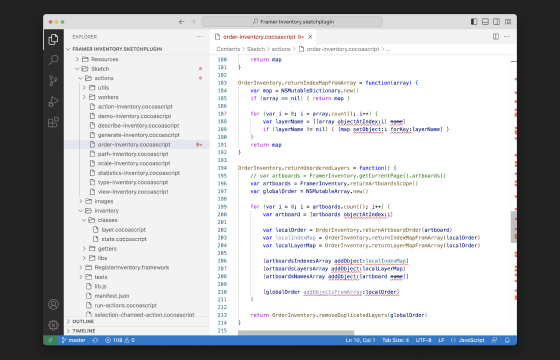 Framer Inventory.sketchplugin
EXPLORER
FRAMER INVENTORY.SKETCHPLUGIN
Resources
Sketch
actions
utils
workers
action-inventory.cocoascript
demo-inventory.cocoascript
describe-inventory.cocoascript
generate-inventory.cocoascript
order-inventory.cocoascript 9+
path-inventory.cocoascript
scale-inventory.cocoascript
statistics-inventory.cocoascript
type-inventory.cocoascript
view-inventory.cocoascript
images
inventory
classes
layer.cocoascript
state.cocoascript
getters
libs
RegisterInventory.framework
tests
lib.js
manifest.json
run-actions.cocoascript
selection-changed-action.cocoascript
OUTLINE
TIMELINE
order-inventory.cocoascript 9+
Contents > Sketch > actions > order-inventory.cocoascript > ...
180 return map
181 }
182
183 OrderInventory.returnIndexMapFromArray = function(array) {
184 var map = NSMutableDictionary.new()
185 if (array == nil) { return map }
186
187 for (var i = 0; i < array.count(); i++) {
188 var layerName = [[array objectAtIndex:i] name]
189 if (layerName != nil) { [map setObject:i forKey:layerName] }
190 }
191 return map
192 }
193
194 OrderInventory.returnUnorderedLayers = function() {
195 // var artboards = FramerInventory.getCurrentPage().artboards()
196 var artboards = FramerInventory.returnArtboardsScope()
197 var globalOrder = NSMutableArray.new()
198
199 for (var i = 0; i < artboards.count(); i++) {
200 var artboard = [artboards objectAtIndex:i]
201
202 var localOrder = OrderInventory.returnArtboardOrder(artboard)
203 var localIndexMap = OrderInventory.returnIndexMapFromArray(localOrder)
204 var localLayerMap = OrderInventory.returnLayerMapFromArray(localOrder)
205
206 [artboardsIndexesArray addObject:localIndexMap]
207 [artboardsLayersArray addObject:localLayerMap]
208 [artboardsNamesArray addObject:[artboard name]]
209
210 [globalOrder addObjectsFromArray:localOrder]
211 }
212
213 return OrderInventory.removeDuplicatedLayers(globalOrder)
214 }
215
master 108 0 Ln 10, Col 1 Tab Size: 4 UTF-8 LF {} JavaScript